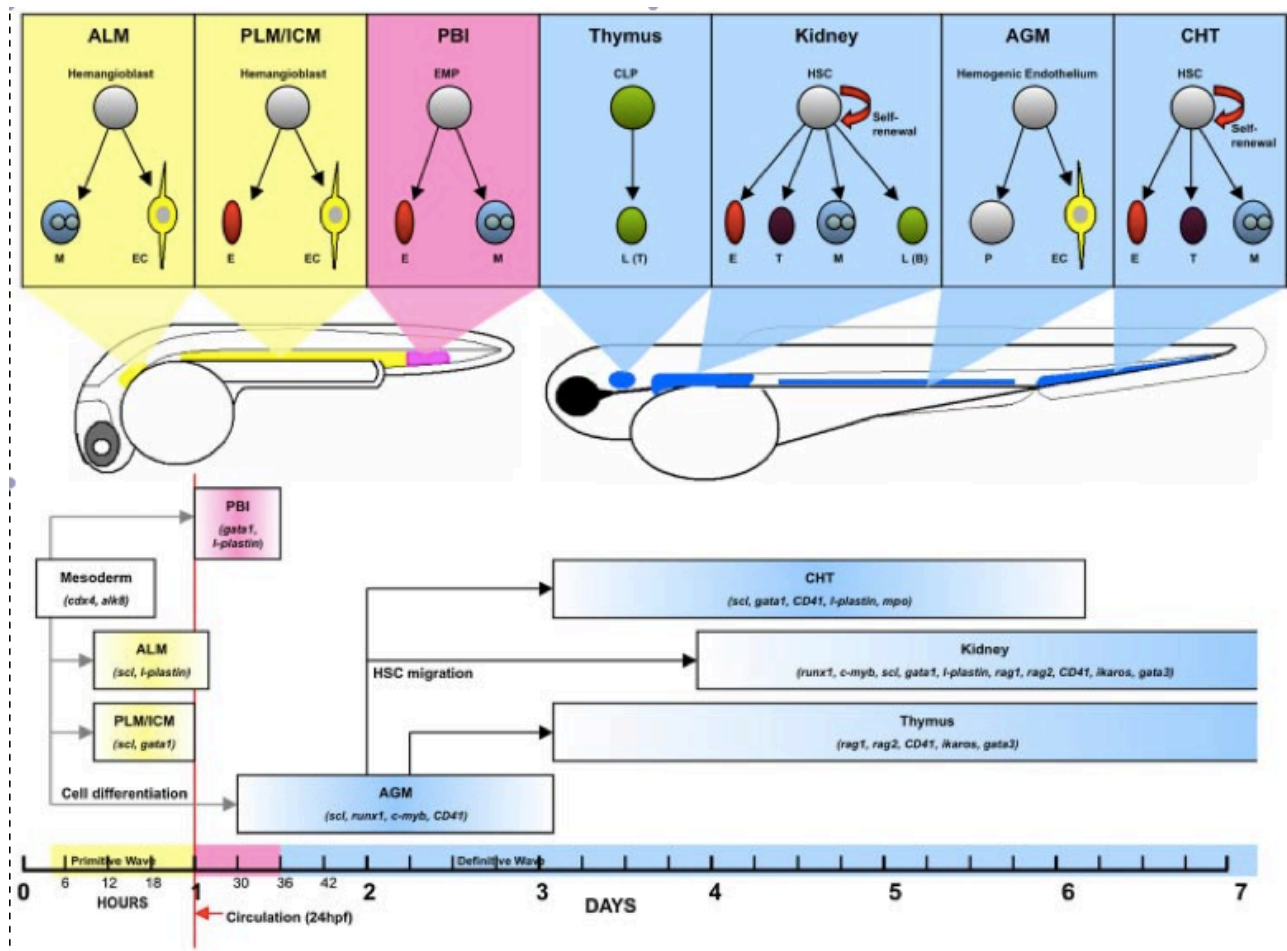 ALM
PLM/ICM
PBI
Thymus
Kidney
AGM
CHT
Hemangioblast
Hemangioblast
EMP
CLP
HSC
Hemogenic Endothelium
HSC
Self-
renewal
Self-
renewal
M
EC
E
EC
E
M
L (T)
E
T
M
L (B)
P
EC
E
T
M
PBI
(gata1,
l-plastin)
Mesoderm
(cdx4, alk8)
CHT
(scl, gata1, CD41, l-plastin, mpo)
ALM
(scl, l-plastin)
HSC migration
Kidney
(runx1, c-myb, scl, gata1, l-plastin, rag1, rag2, CD41, ikaros, gata3)
PLM/ICM
(scl, gata1)
Thymus
(rag1, rag2, CD41, ikaros, gata3)
Cell differentiation
AGM
(scl, runx1, c-myb, CD41)
Primitive Wave
Definitive Wave
0 6 12 18 1 30 36 42 2 3 4 5 6 7
HOURS
DAYS
Circulation (24hpf)